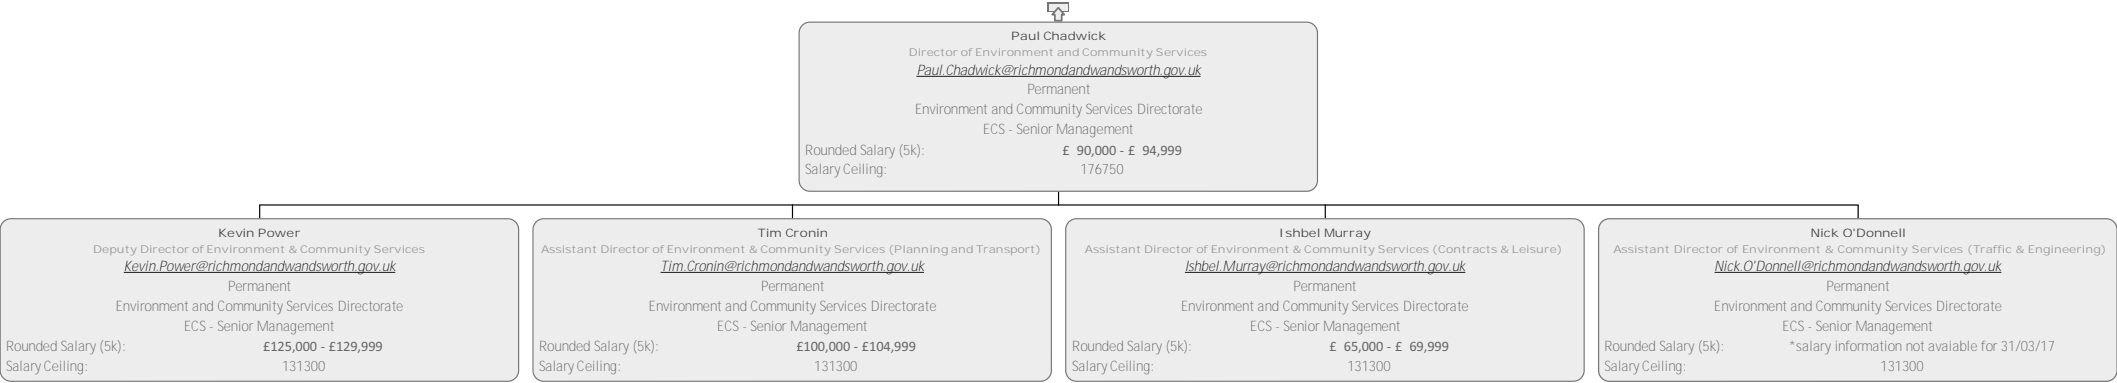 Paul Chadwick
Director of Environment and Community Services
Paul.Chadwick@richmondandwandsworth.gov.uk
Permanent
Environment and Community Services Directorate
ECS - Senior Management
Rounded Salary (5k): £ 90,000 - £ 94,999
Salary Ceiling: 176750
Kevin Power
Deputy Director of Environment & Community Services
Kevin.Power@richmondandwandsworth.gov.uk
Permanent
Environment and Community Services Directorate
ECS - Senior Management
Rounded Salary (5k): £125,000 - £129,999
Salary Ceiling: 131300
Tim Cronin
Assistant Director of Environment & Community Services (Planning and Transport)
Tim.Cronin@richmondandwandsworth.gov.uk
Permanent
Environment and Community Services Directorate
ECS - Senior Management
Rounded Salary (5k): £100,000 - £104,999
Salary Ceiling: 131300
Ishbel Murray
Assistant Director of Environment & Community Services (Contracts & Leisure)
Ishbel.Murray@richmondandwandsworth.gov.uk
Permanent
Environment and Community Services Directorate
ECS - Senior Management
Rounded Salary (5k): £ 65,000 - £ 69,999
Salary Ceiling: 131300
Nick O'Donnell
Assistant Director of Environment & Community Services (Traffic & Engineering)
Nick.O'Donnell@richmondandwandsworth.gov.uk
Permanent
Environment and Community Services Directorate
ECS - Senior Management
Rounded Salary (5k): *salary information not avaiable for 31/03/17
Salary Ceiling: 131300